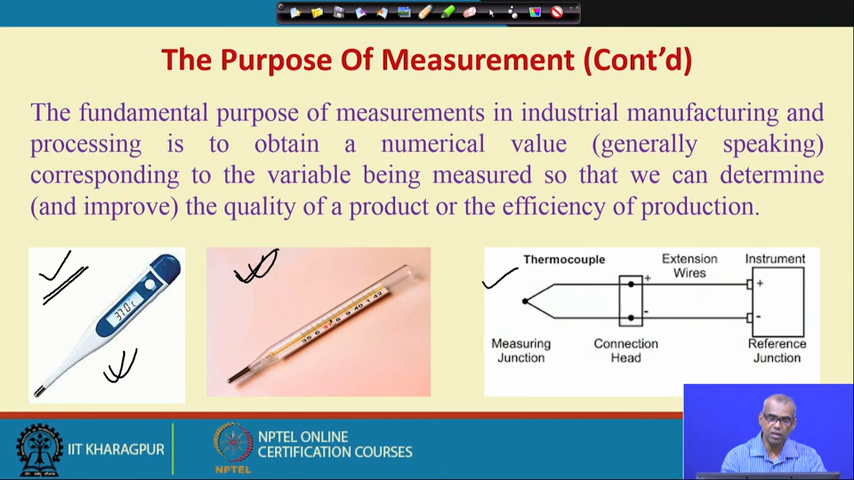 The Purpose Of Measurement (Cont'd)
The fundamental purpose of measurements in industrial manufacturing and
processing is to obtain a numerical value (generally speaking)
corresponding to the variable being measured so that we can determine
(and improve) the quality of a product or the efficiency of production.
37.0°C
Thermocouple
Extension
Wires
Instrument
+
+
-
-
Measuring
Junction
Connection
Head
Reference
Junction
IIT KHARAGPUR
NPTEL
NPTEL ONLINE
CERTIFICATION COURSES